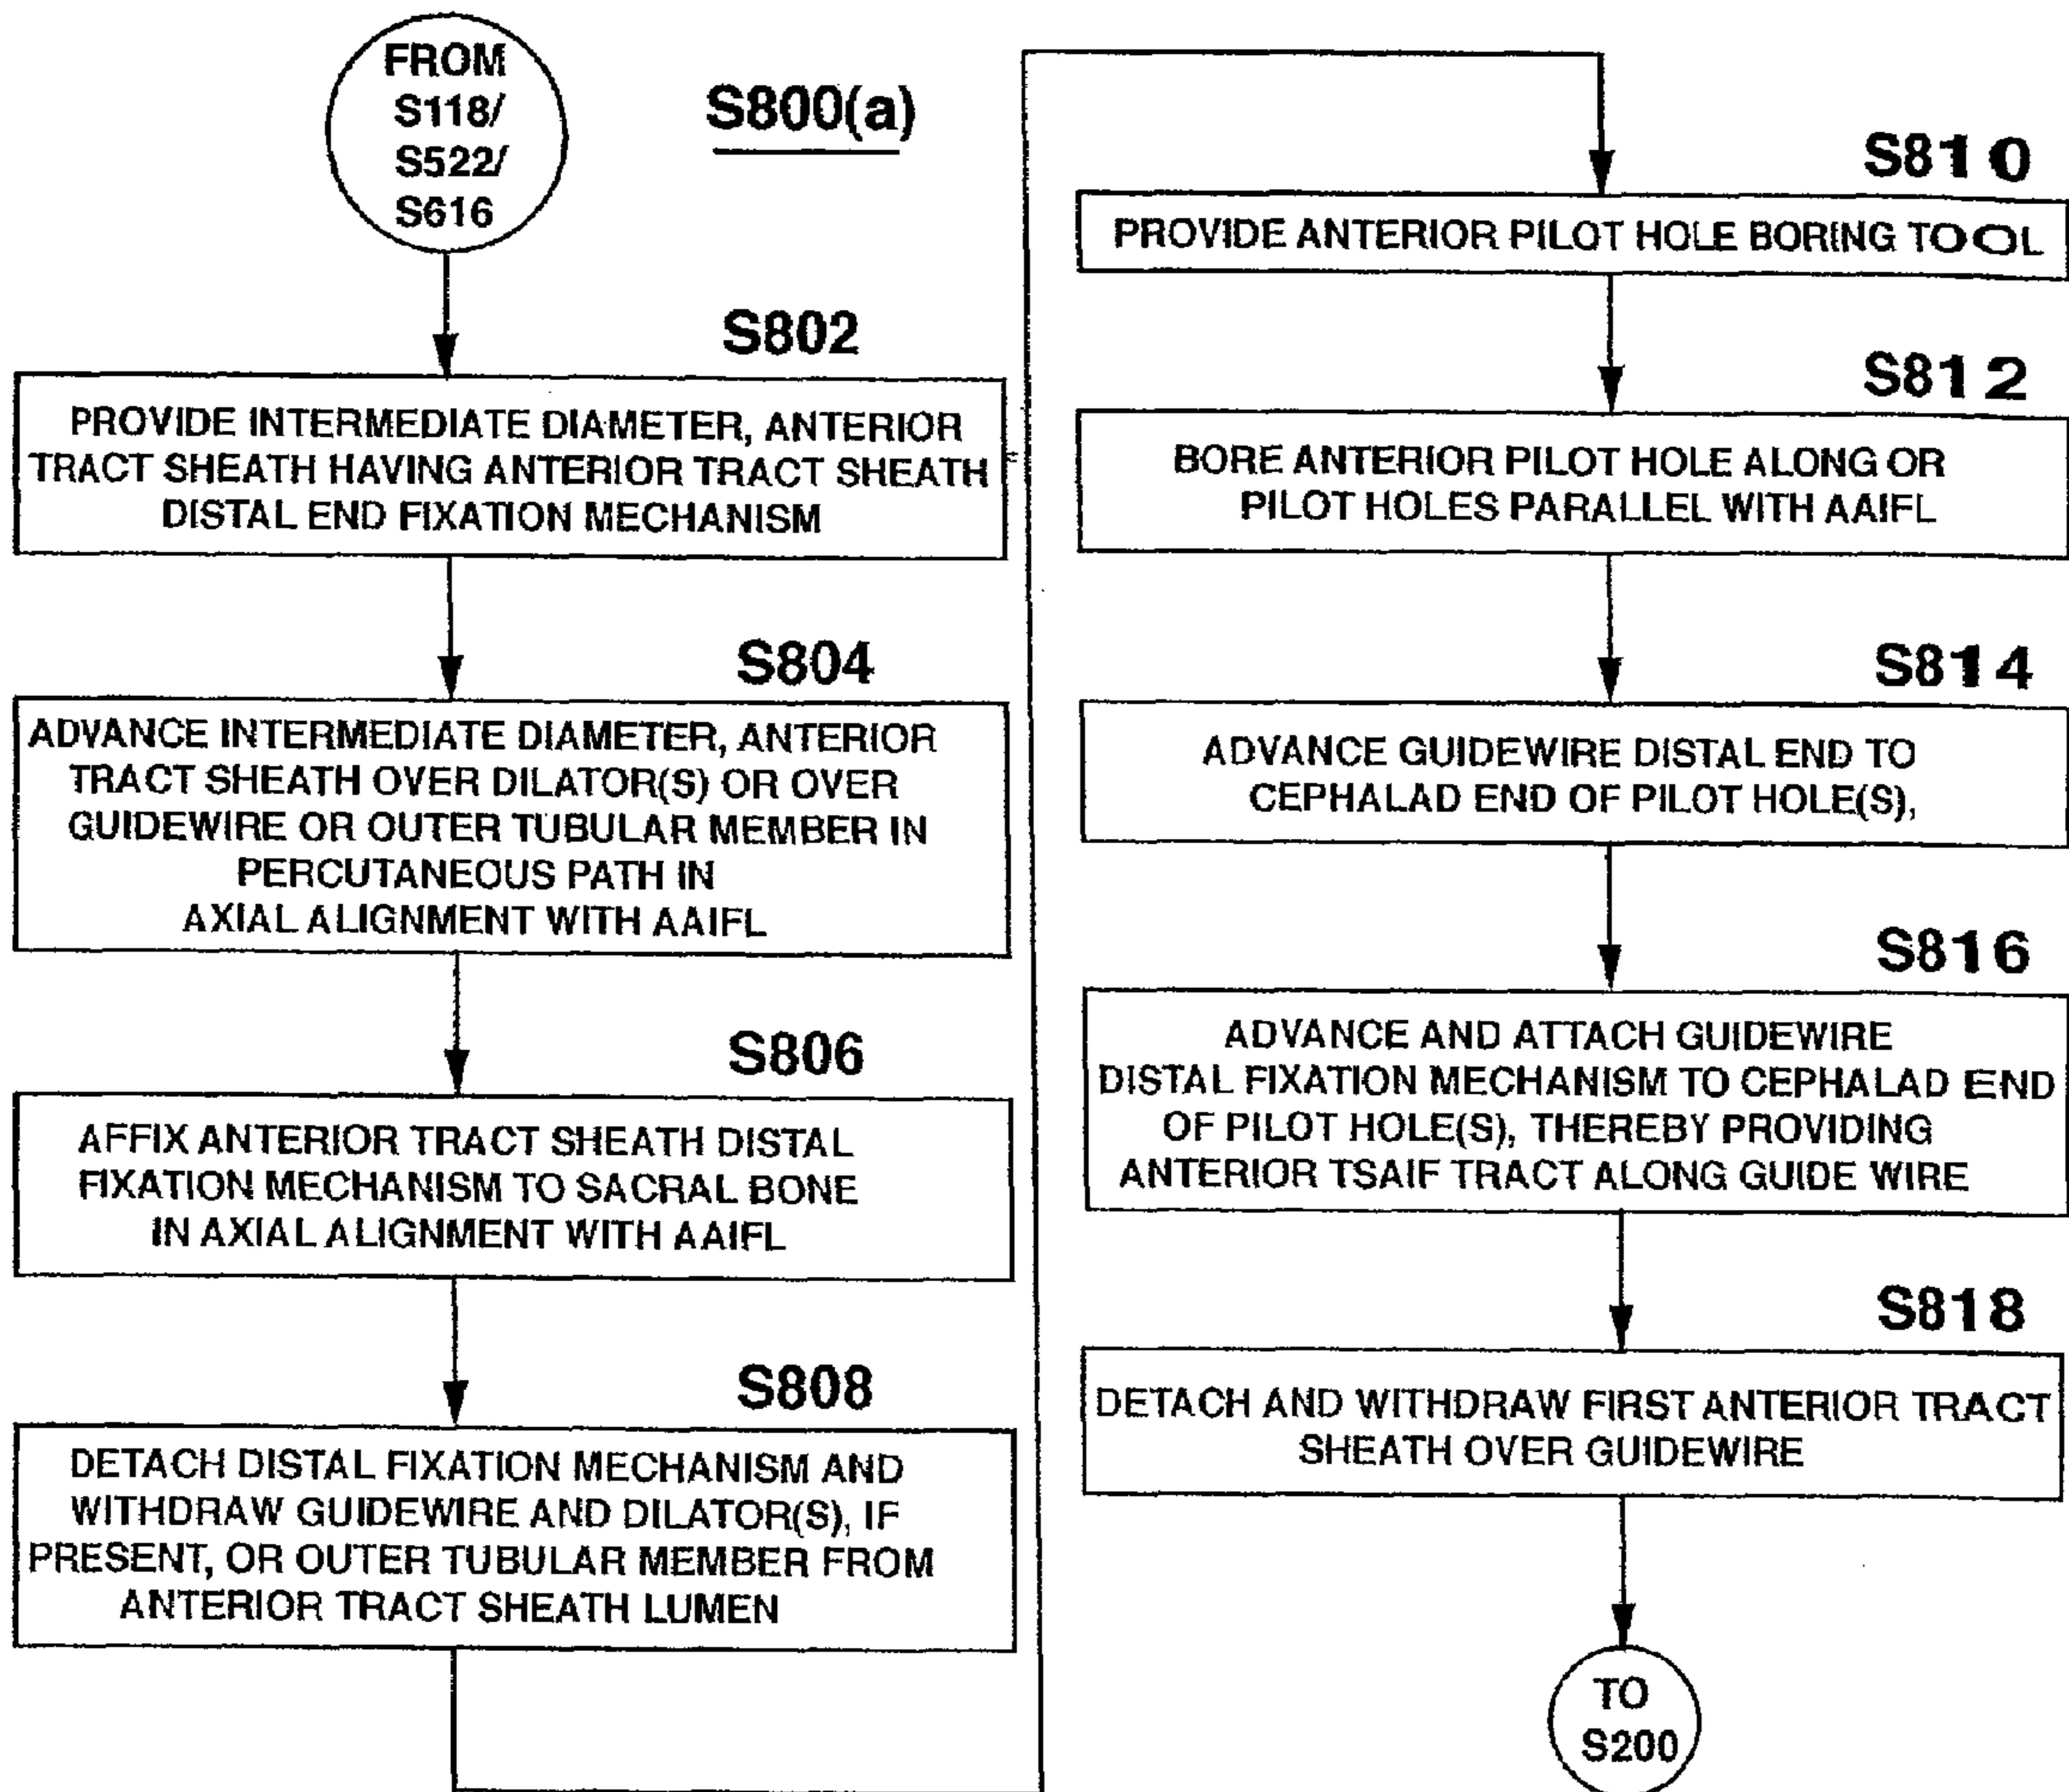 FROM
S118/
S522/
S616
S800(a)
S802
PROVIDE INTERMEDIATE DIAMETER, ANTERIOR
TRACT SHEATH HAVING ANTERIOR TRACT SHEATH
DISTAL END FIXATION MECHANISM
S804
ADVANCE INTERMEDIATE DIAMETER, ANTERIOR
TRACT SHEATH OVER DILATOR(S) OR OVER
GUIDEWIRE OR OUTER TUBULAR MEMBER IN
PERCUTANEOUS PATH IN
AXIAL ALIGNMENT WITH AAIFL
S806
AFFIX ANTERIOR TRACT SHEATH DISTAL
FIXATION MECHANISM TO SACRAL BONE
IN AXIAL ALIGNMENT WITH AAIFL
S808
DETACH DISTAL FIXATION MECHANISM AND
WITHDRAW GUIDEWIRE AND DILATOR(S), IF
PRESENT, OR OUTER TUBULAR MEMBER FROM
ANTERIOR TRACT SHEATH LUMEN
S810
PROVIDE ANTERIOR PILOT HOLE BORING TOOL
S812
BORE ANTERIOR PILOT HOLE ALONG OR
PILOT HOLES PARALLEL WITH AAIFL
S814
ADVANCE GUIDEWIRE DISTAL END TO
CEPHALAD END OF PILOT HOLE(S),
S816
ADVANCE AND ATTACH GUIDEWIRE
DISTAL FIXATION MECHANISM TO CEPHALAD END
OF PILOT HOLE(S), THEREBY PROVIDING
ANTERIOR TSAIF TRACT ALONG GUIDE WIRE
S818
DETACH AND WITHDRAW FIRST ANTERIOR TRACT
SHEATH OVER GUIDEWIRE
TO
S200